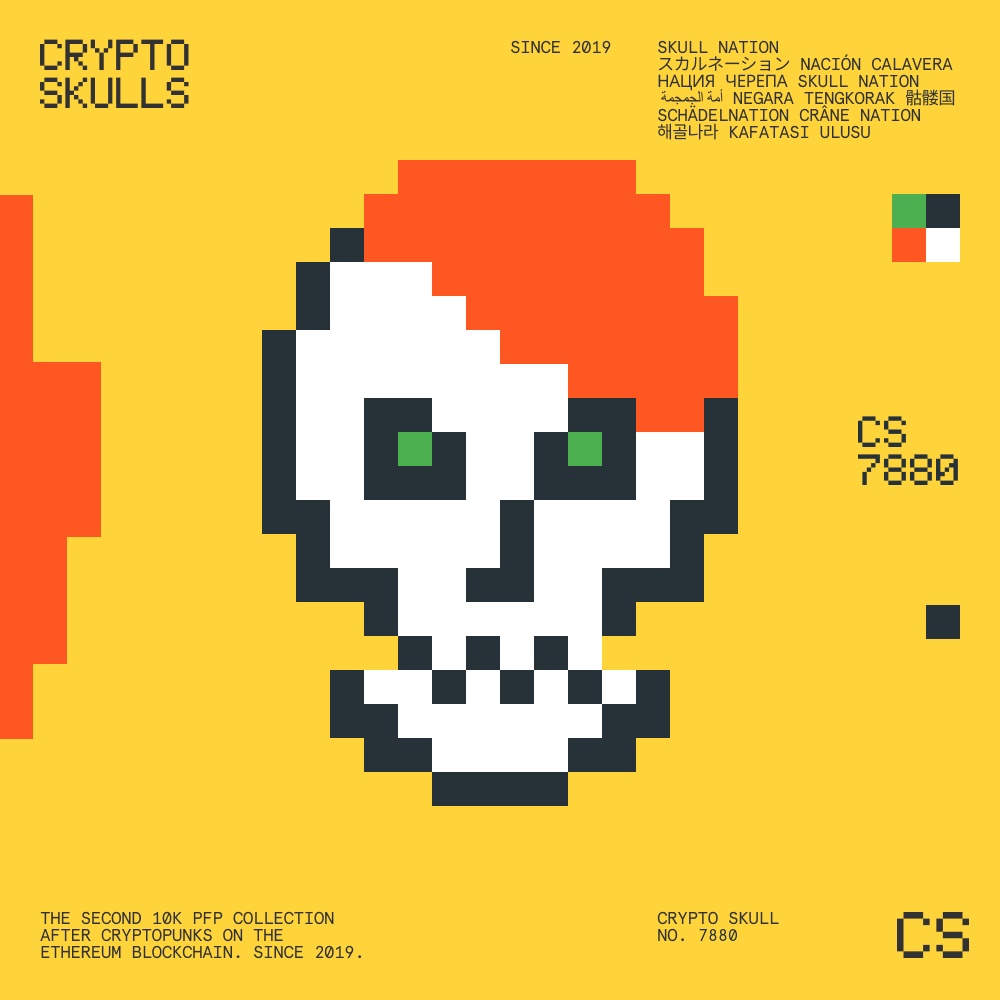 CRYPTO
SKULLS
SINCE 2019
SKULL NATION
スカルネーション NACIÓN CALAVERA
НАЦИЯ ЧЕРЕПА SKULL NATION
أمة الجمجمة NEGARA TENGKORAK 骷髅国
SCHÄDELNATION CRÂNE NATION
해골나라 KAFATASI ULUSU
CS
7880
THE SECOND 10K PFP COLLECTION
AFTER CRYPTOPUNKS ON THE
ETHEREUM BLOCKCHAIN. SINCE 2019.
CRYPTO SKULL
NO. 7880
CS